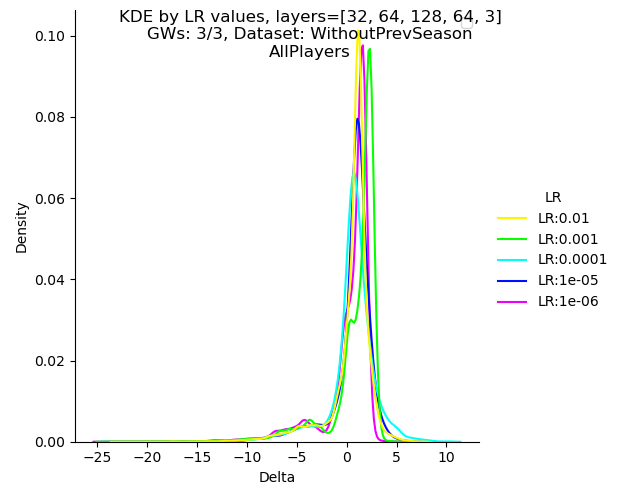 KDE by LR values, layers=[32, 64, 128, 64, 3]
GWs: 3/3, Dataset: WithoutPrevSeason
AllPlayers
0.10
0.08
0.06
0.04
0.02
0.00
Density
−25
−20
−15
−10
−5
0
5
10
Delta
LR
LR:0.01
LR:0.001
LR:0.0001
LR:1e-05
LR:1e-06